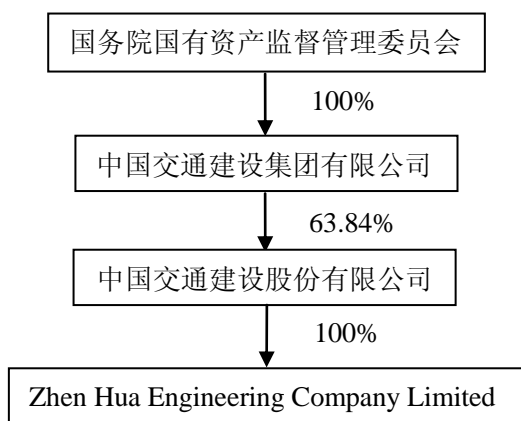 国务院国有资产监督管理委员会
100%
中国交通建设集团有限公司
63.84%
中国交通建设股份有限公司
100%
Zhen Hua Engineering Company Limited